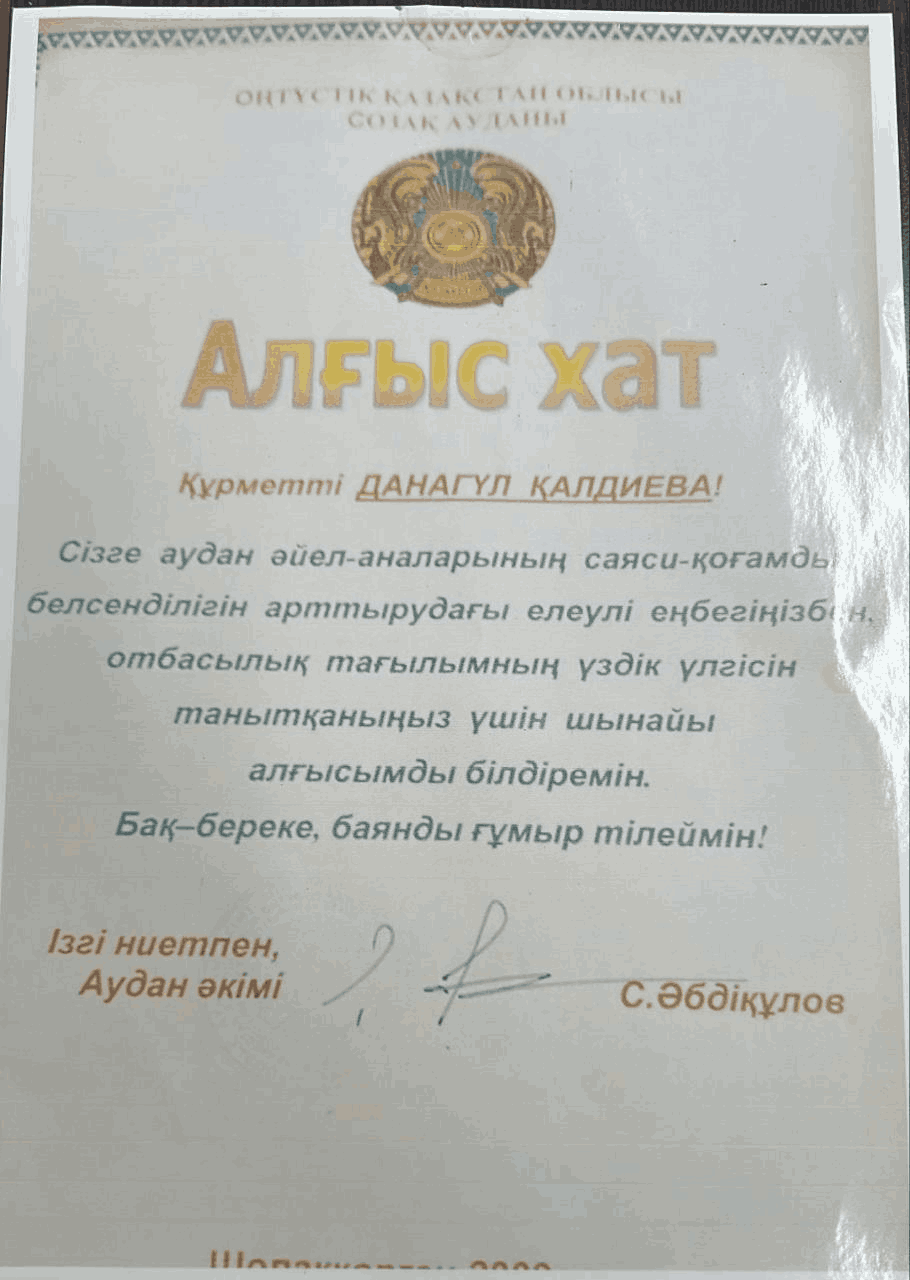 ОҢТҮСТІК ҚАЗАҚСТАН ОБЛЫСЫ
СОЗАҚ АУДАНЫ
Алғыс хат
Құрметті ДАНАГҮЛ ҚАЛДИЕВА!
Сізге аудан әйел-аналарының саяси-қоғамды
белсенділігін арттырудағы елеулі еңбегіңізбен,
отбасылық тағылымның үздік үлгісін
танытқаныңыз үшін шынайы
алғысымды білдіремін.
Бақ–береке, баянды ғұмыр тілеймін!
Ізгі ниетпен,
Аудан әкімі
С.Әбдіқұлов